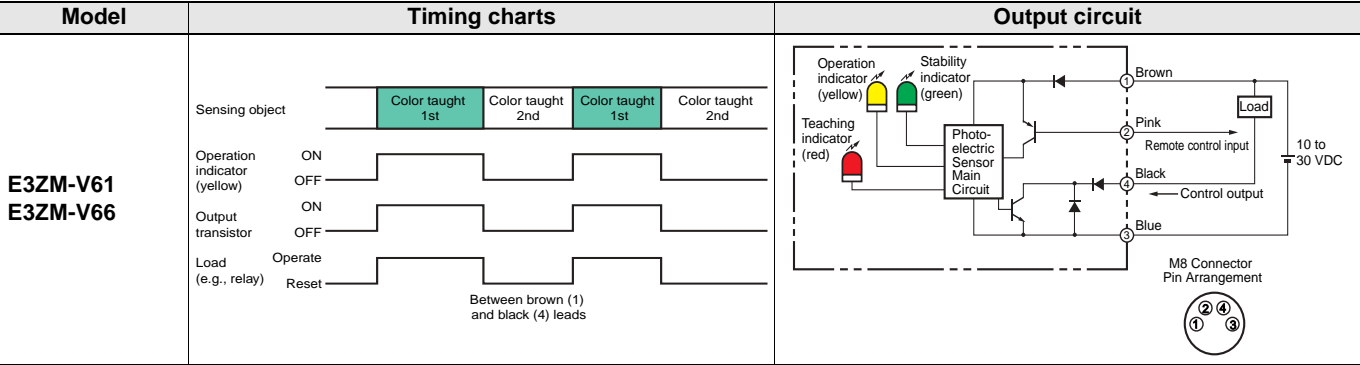 Model
Timing charts
Output circuit
E3ZM-V61
E3ZM-V66
Sensing object
Color taught
1st
Color taught
2nd
Color taught
1st
Color taught
2nd
Operation
indicator
(yellow)
ON
OFF
Output
transistor
ON
OFF
Load
(e.g., relay)
Operate
Reset
Between brown (1)
and black (4) leads
Operation
indicator
(yellow)
Stability
indicator
(green)
Teaching
indicator
(red)
Photo-
electric
Sensor
Main
Circuit
1
Brown
2
Pink
Remote control input
4
Black
Control output
3
Blue
Load
10 to
30 VDC
M8 Connector
Pin Arrangement
2 4
1 3